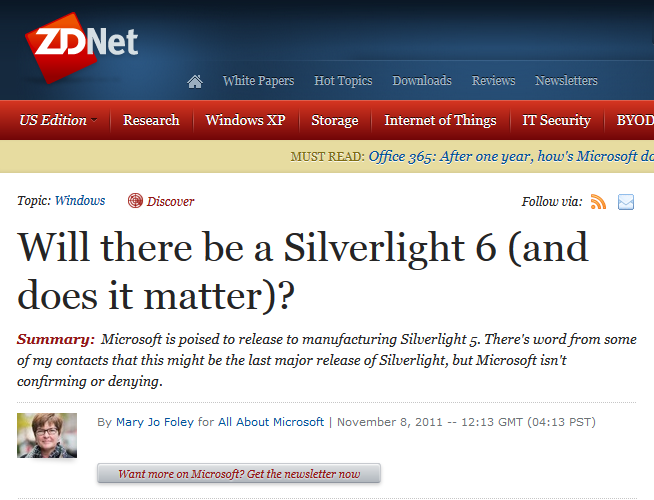 ZDNet
White Papers Hot Topics Downloads Reviews Newsletters
US Edition Research Windows XP Storage Internet of Things IT Security BYOD
MUST READ: Office 365: After one year, how's Microsoft do
Topic: Windows Discover Follow via:
Will there be a Silverlight 6 (and
does it matter)?
Summary: Microsoft is poised to release to manufacturing Silverlight 5. There's word from some
of my contacts that this might be the last major release of Silverlight, but Microsoft isn't
confirming or denying.
By Mary Jo Foley for All About Microsoft | November 8, 2011 -- 12:13 GMT (04:13 PST)
Want more on Microsoft? Get the newsletter now